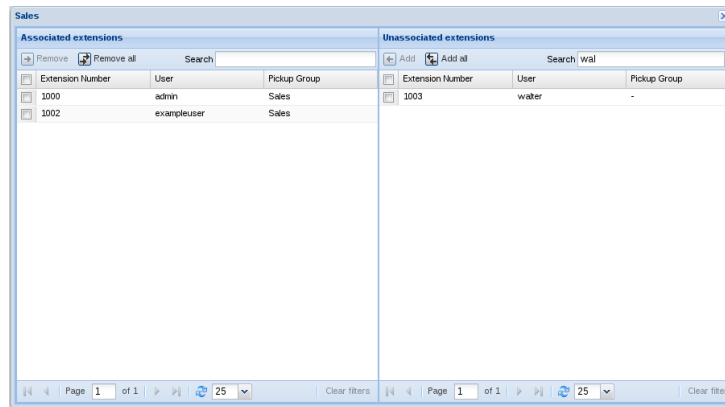 Sales
Associated extensions
Remove Remove all Search
Extension Number User Pickup Group
1000 admin Sales
1002 exampleuser Sales
Page 1 of 1 25 Clear filters
Unassociated extensions
Add Add all Search wal
Extension Number User Pickup Group
1003 walter -
Page 1 of 1 25 Clear filte